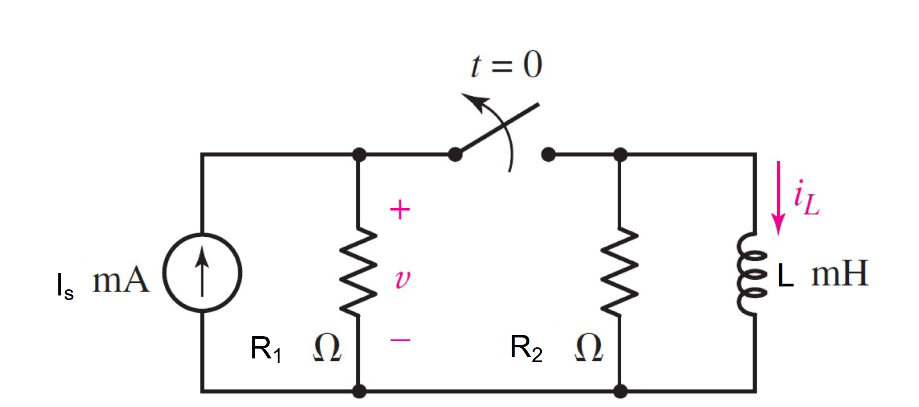 t = 0
+
i_L
I_s mA
v
L mH
R_1 Ω
−
R_2 Ω